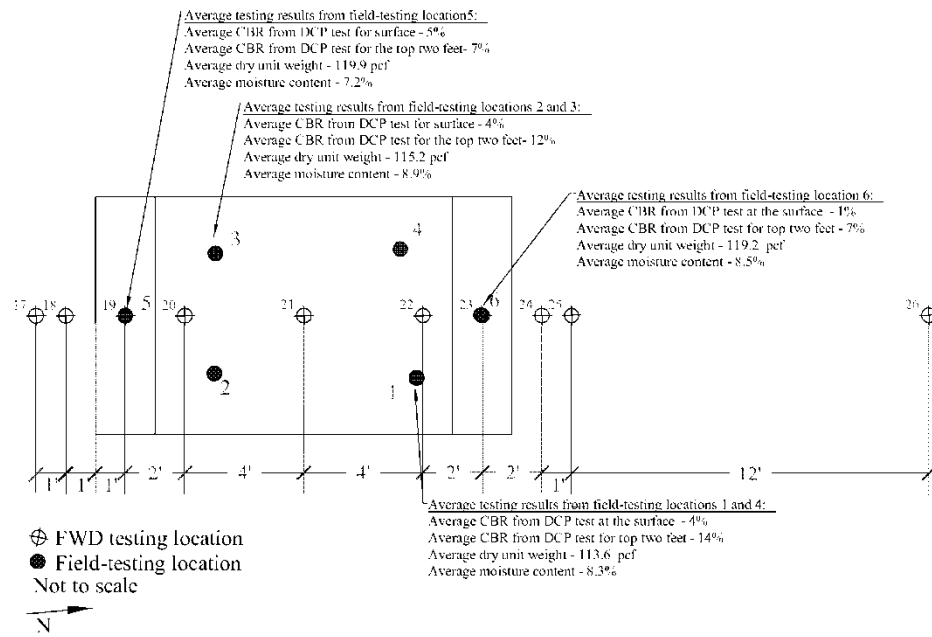 Average testing results from field-testing location5:
Average CBR from DCP test for surface - 5%
Average CBR from DCP test for the top two feet- 7%
Average dry unit weight - 119.9 pcf
Average moisture content - 7.2%
Average testing results from field-testing locations 2 and 3:
Average CBR from DCP test for surface - 4%
Average CBR from DCP test for the top two feet- 12%
Average dry unit weight - 115.2 pcf
Average moisture content - 8.9%
Average testing results from field-testing location 6:
Average CBR from DCP test at the surface - 1%
Average CBR from DCP test for top two feet - 7%
Average dry unit weight - 119.2 pcf
Average moisture content - 8.5%
3 4
17 18 19 5 20 21 22 23 6 24 25 26
2 1
1' 1' 1' 2' 4' 4' 2' 2' 1' 12'
Average testing results from field-testing locations 1 and 4:
Average CBR from DCP test at the surface - 4%
Average CBR from DCP test for top two feet - 14%
Average dry unit weight - 113.6 pcf
Average moisture content - 8.3%
FWD testing location
Field-testing location
Not to scale
N